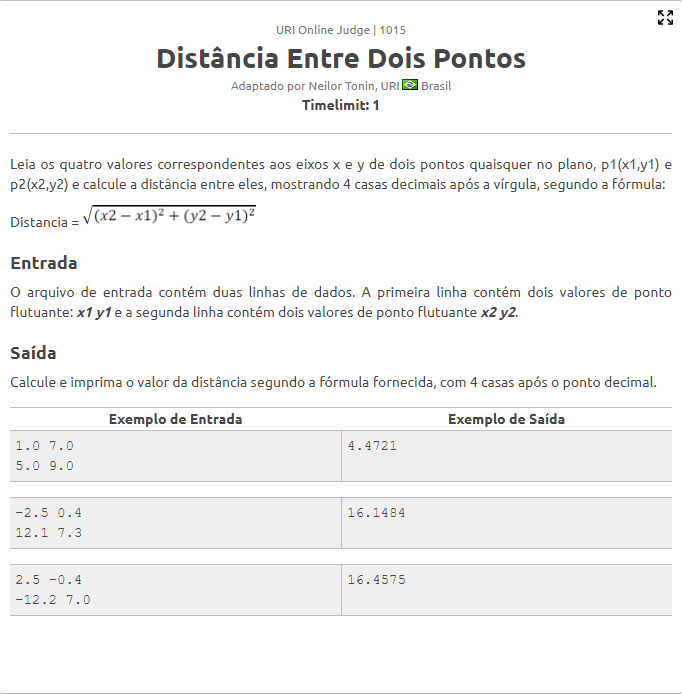 URI Online Judge | 1015
Distância Entre Dois Pontos
Adaptado por Neilor Tonin, URI Brasil
Timelimit: 1
Leia os quatro valores correspondentes aos eixos x e y de dois pontos quaisquer no plano, p1(x1,y1) e
p2(x2,y2) e calcule a distância entre eles, mostrando 4 casas decimais após a vírgula, segundo a fórmula:
Distancia = √(x2 − x1)² + (y2 − y1)²
Entrada
O arquivo de entrada contém duas linhas de dados. A primeira linha contém dois valores de ponto
flutuante: x1 y1 e a segunda linha contém dois valores de ponto flutuante x2 y2.
Saída
Calcule e imprima o valor da distância segundo a fórmula fornecida, com 4 casas após o ponto decimal.
Exemplo de Entrada Exemplo de Saída
1.0 7.0 4.4721
5.0 9.0
-2.5 0.4 16.1484
12.1 7.3
2.5 -0.4 16.4575
-12.2 7.0